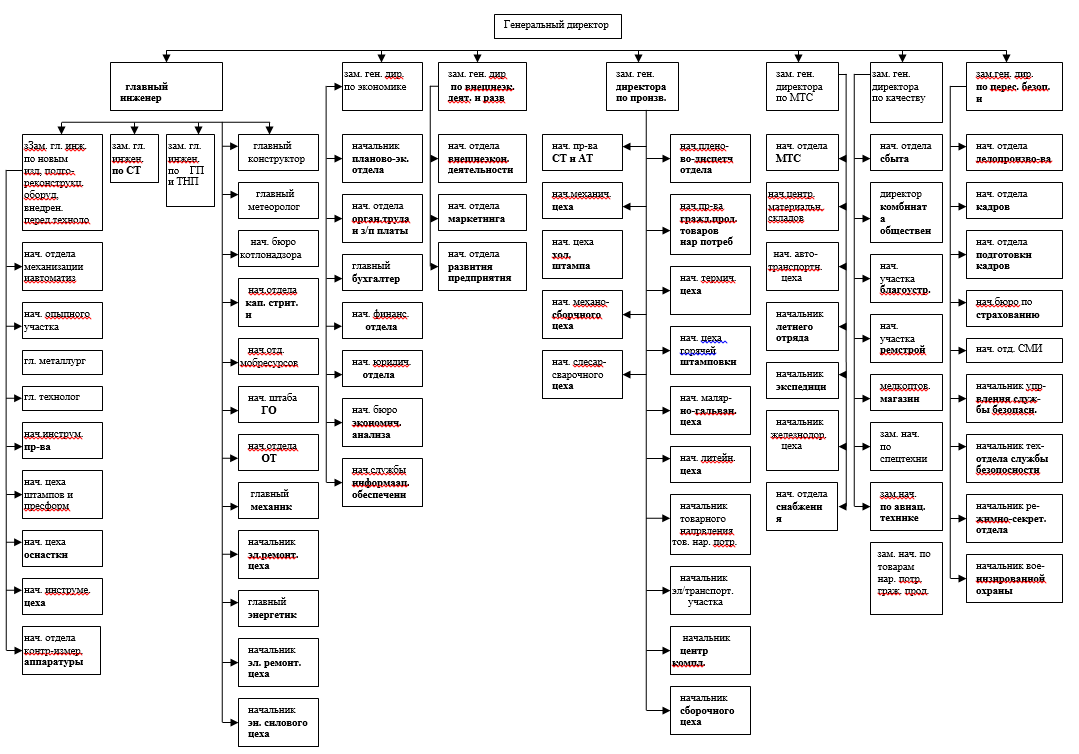 Генеральный директор
главный
инженер
зам. ген. дир.
по экономике
зам. ген. дир
по внешнеэк.
деят. и разв
зам. ген.
директора
по произв.
зам. ген.
директора
по МТС
зам. ген.
директора
по качеству
зам.ген. дир.
по перес. безоп.
и
зЗам. гл. инж.
по новым
изд, подго-
реконструкц.
оборуд.
внедрен.
перед.техноло
нач. отдела
механизации
иавтоматиз
нач. опытного
участка
гл. металлург
гл. технолог
нач.инструм.
пр-ва
нач. цеха
штампов и
пресформ
нач. цеха
оснастки
нач. инструме.
цеха
нач. отдела
контр-измер.
аппаратуры
зам. гл.
инжен.
по СТ
зам. гл.
инжен.
по ГП
и ТНП
главный
конструктор
главный
метеоролог
нач. бюро
котлонадзора
нач.отдела
кап. стрит.
и
нач.отд.
мобресурсов
нач. штаба
ГО
нач.отдела
ОТ
главный
механик
начальник
эл.ремонт.
цеха
главный
энергетик
начальник
эл. ремонт.
цеха
начальник
эн. силового
цеха
начальник
планово-эк.
отдела
нач. отдела
орган.труда
и з/п платы
главный
бухгалтер
нач. финанс.
отдела
нач. юридич.
отдела
нач. бюро
экономич.
анализа
нач.службы
информаац.
обеспечени
нач. отдела
внешнеэкон.
деятельности
нач. отдела
маркетинга
нач. отдела
развития
предприятия
нач. пр-ва
СТ и АТ
нач.механич.
цеха
нач. цеха
хол.
штампа
нач. механо-
сборчного
цеха
нач. слесар-
сварочного
цеха
нач.плено-
во-диспетч
отдела
нач.пр-ва
гражд.прод.
товаров
нар потреб
нач. термич.
цеха
нач. цеха
горячей
штамповки
нач. маляр-
но-гальван.
цеха
нач. литейн.
цеха
начальник
товарного
напрвления
тов. нар. потр.
начальник
эл/транспорт.
участка
начальник
центр
компл.
начальник
сборочного
цеха
нач. отдела
МТС
нач.центр.
материальн.
складов
нач. авто-
транспортн.
цеха
начальник
летнего
отряда
начальник
экспедици
начальник
железнодор.
цеха
нач. отдела
снабжени
я
нач. отдела
сбыта
директор
комбинат
а
обществен
нач.
участка
благоустр.
нач.
участка
ремстрой
мелкоптов.
магазин
зам. нач.
по
спецтехни
зам.нач.
по авиац.
технике
зам. нач. по
товарам
нар. потр.
граж. прод.
нач. отдела
делопроизво-ва
нач. отдела
кадров
нач. отдела
подготовки
кадров
нач.бюро по
страхованию
нач. отд. СМИ
начальник упр-
вления служ-
бы безопасн.
начальник тех-
отдела службы
безопосности
начальник ре-
жимно-секрет.
отдела
начальник вое-
низированной
охраны